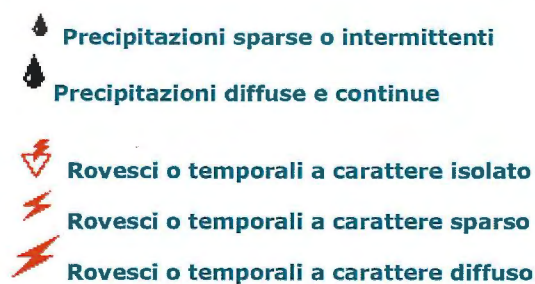 Precipitazioni sparse o intermittenti
Precipitazioni diffuse e continue
Rovesci o temporali a carattere isolato
Rovesci o temporali a carattere sparso
Rovesci o temporali a carattere diffuso